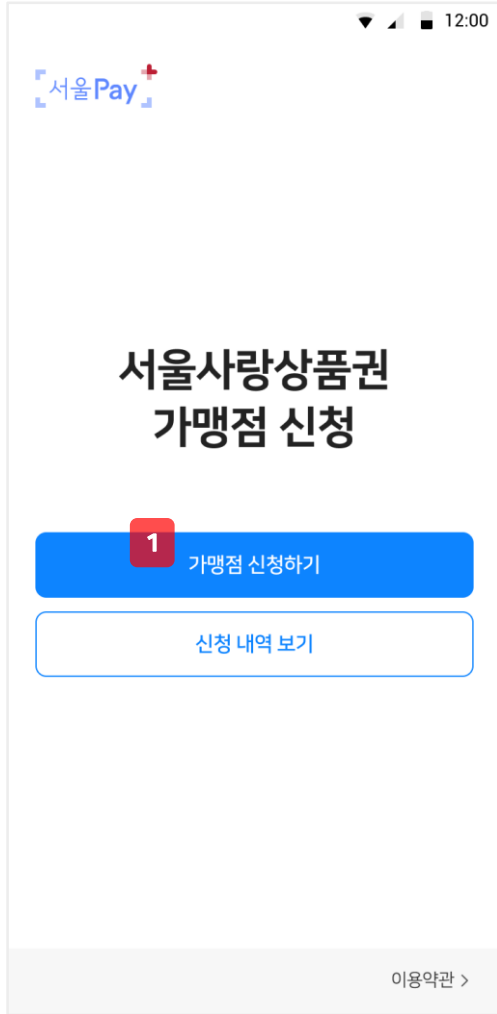 12:00
서울Pay+
서울사랑상품권
가맹점 신청
1
가맹점 신청하기
신청 내역 보기
이용약관 >